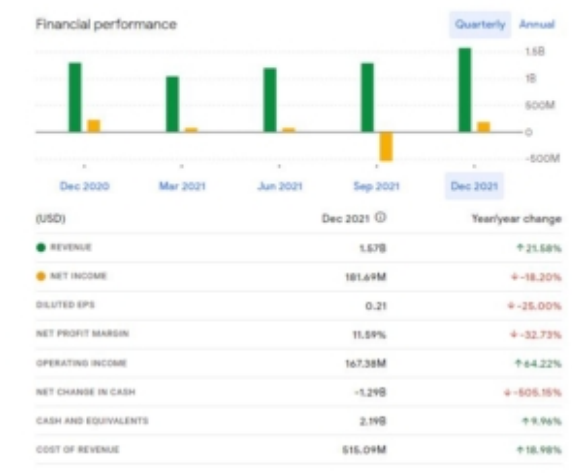 Financial performance
Quarterly Annual
1.5B
1B
500M
0
-500M
Dec 2020 Mar 2021 Jun 2021 Sep 2021 Dec 2021
(USD) Dec 2021 Year/year change
REVENUE 1.57B ↑21.58%
NET INCOME 181.69M ↓-18.20%
DILUTED EPS 0.21 ↓-25.00%
NET PROFIT MARGIN 11.59% ↓-32.73%
OPERATING INCOME 167.38M ↑64.22%
NET CHANGE IN CASH -1.29B ↓-505.15%
CASH AND EQUIVALENTS 2.19B ↑9.96%
COST OF REVENUE 515.09M ↑18.98%